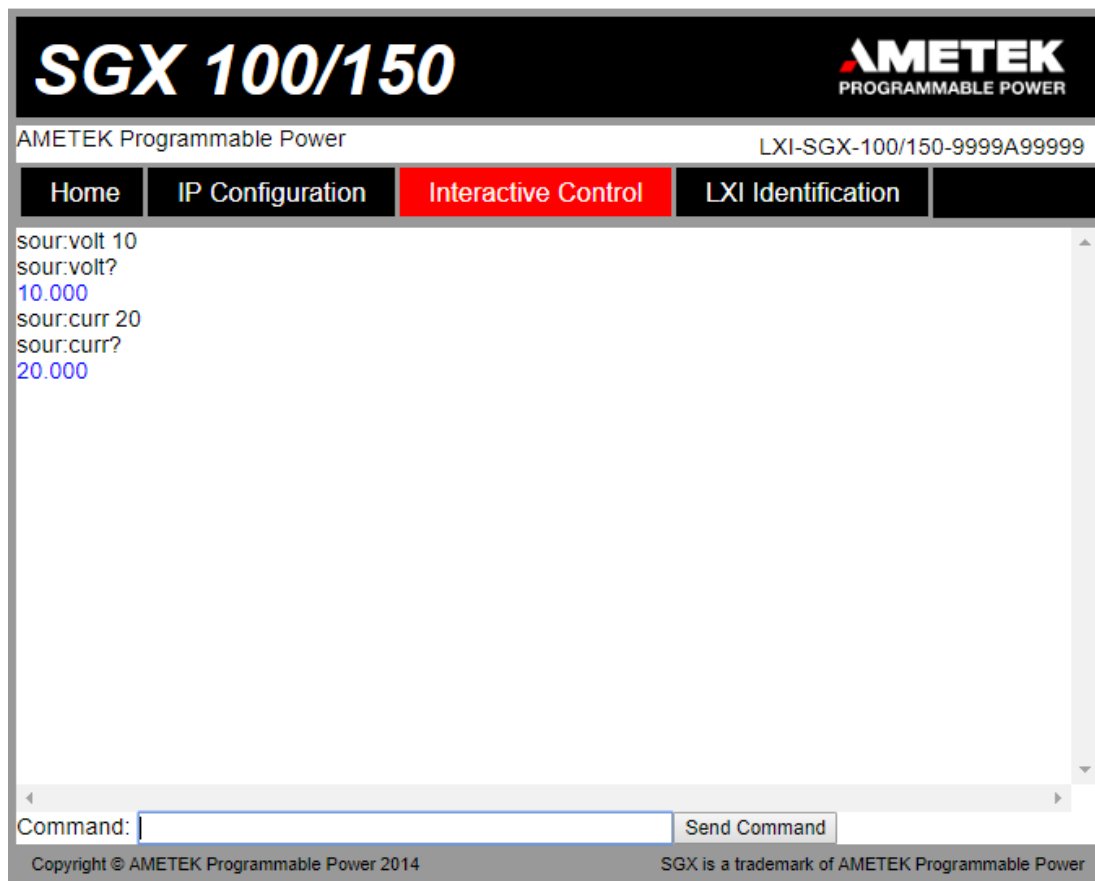 SGX 100/150
AMETEK
PROGRAMMABLE POWER
AMETEK Programmable Power
LXI-SGX-100/150-9999A99999
Home IP Configuration Interactive Control LXI Identification
sour:volt 10
sour:volt?
10.000
sour:curr 20
sour:curr?
20.000
Command: Send Command
Copyright © AMETEK Programmable Power 2014 SGX is a trademark of AMETEK Programmable Power